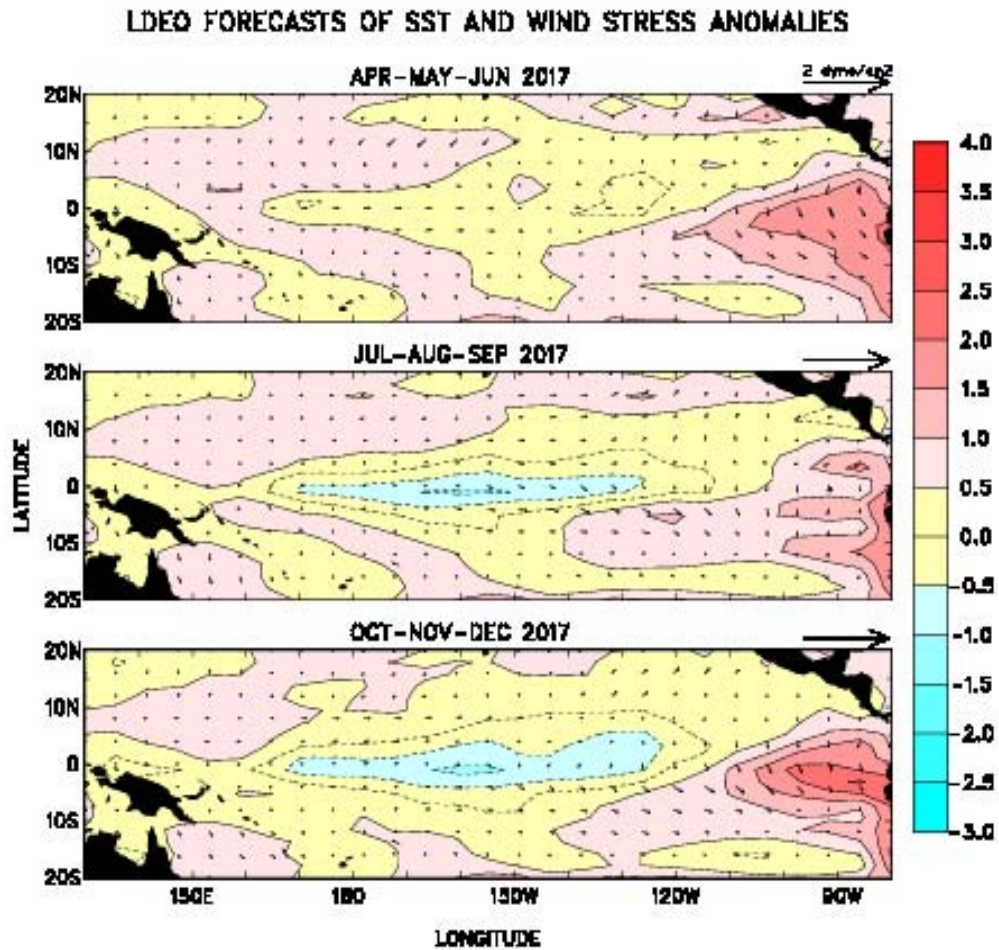 LDEO FORECASTS OF SST AND WIND STRESS ANOMALIES
APR-MAY-JUN 2017
2 dyne/cm2
20N
10N
0
10S
20S
JUL-AUG-SEP 2017
20N
10N
0
10S
20S
OCT-NOV-DEC 2017
20N
10N
0
10S
20S
150E 180 150W 120W 90W
LATITUDE
LONGITUDE
4.0
3.5
3.0
2.5
2.0
1.5
1.0
0.5
0.0
-0.5
-1.0
-1.5
-2.0
-2.5
-3.0